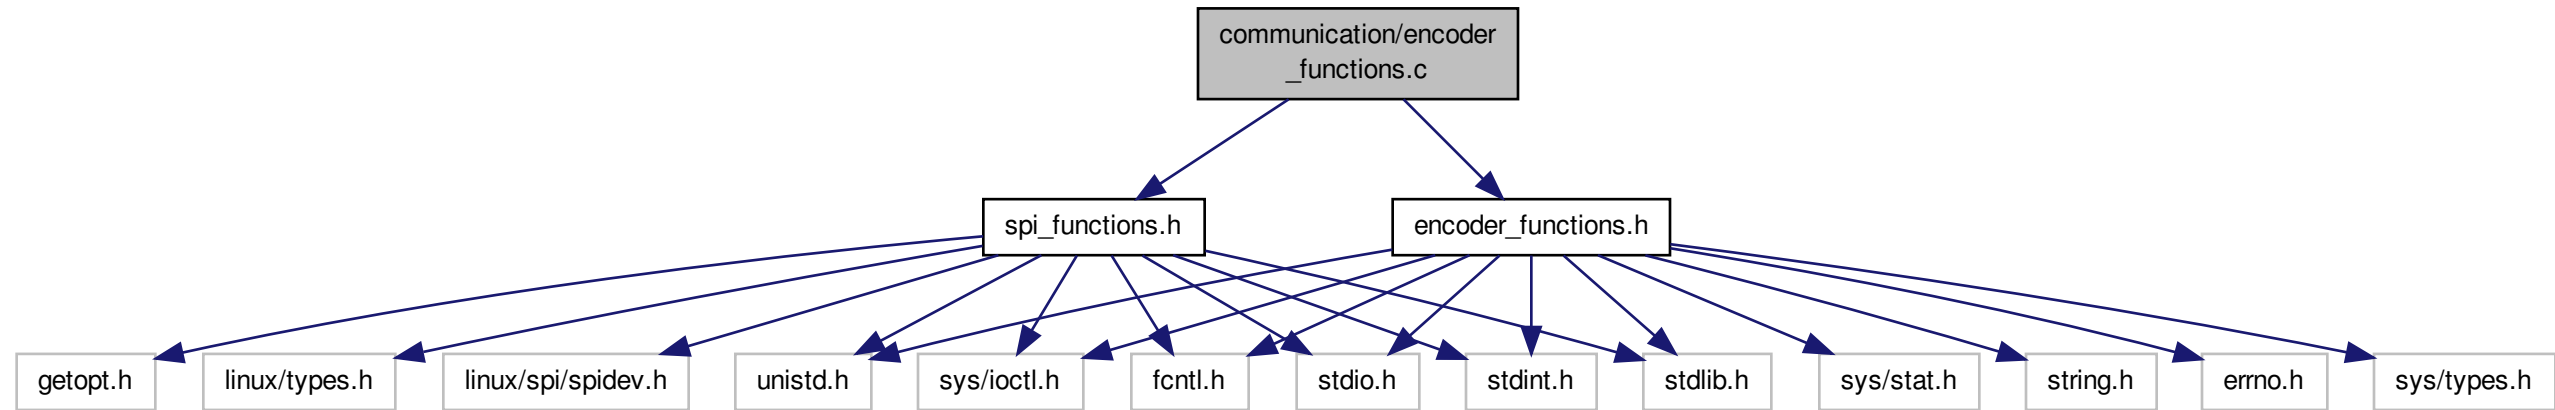 communication/encoder
_functions.c
spi_functions.h
encoder_functions.h
getopt.h
linux/types.h
linux/spi/spidev.h
unistd.h
sys/ioctl.h
fcntl.h
stdio.h
stdint.h
stdlib.h
sys/stat.h
string.h
errno.h
sys/types.h